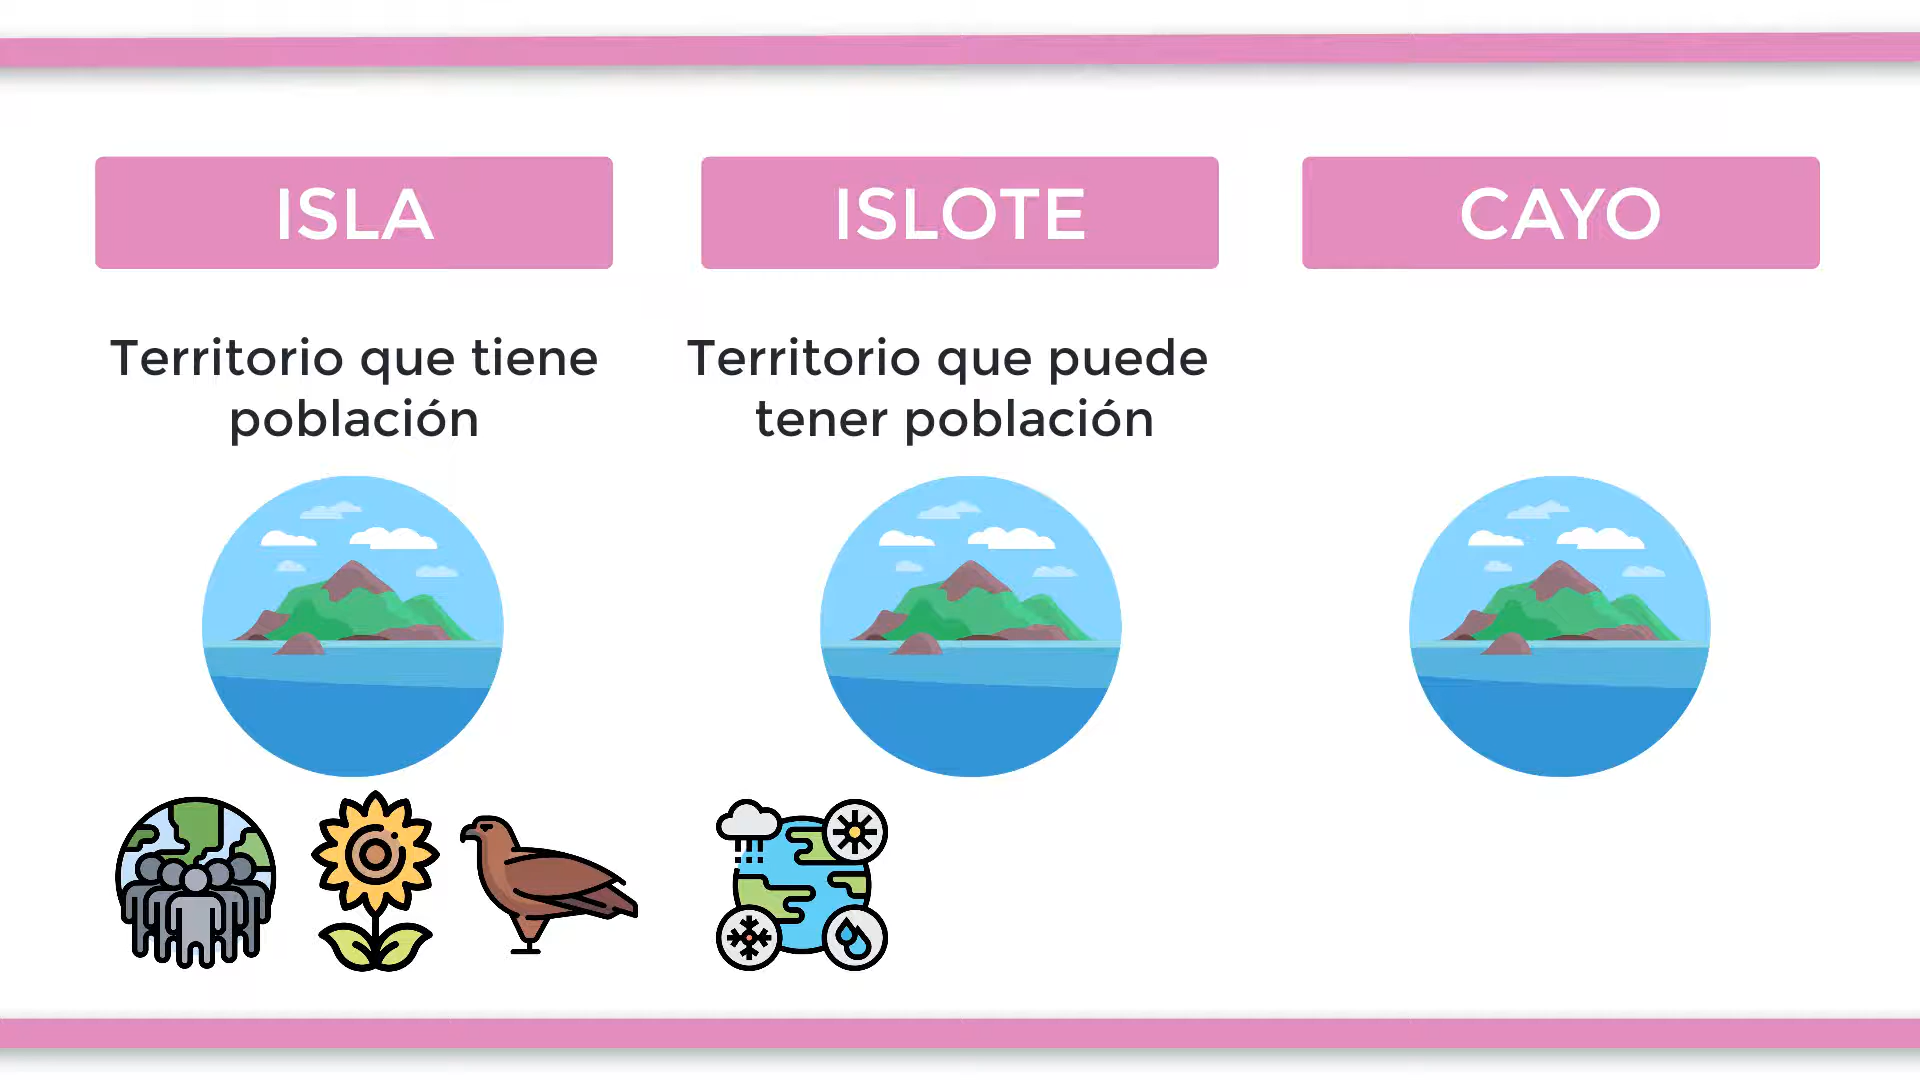 ISLA
ISLOTE
CAYO
Territorio que tiene
población
Territorio que puede
tener población